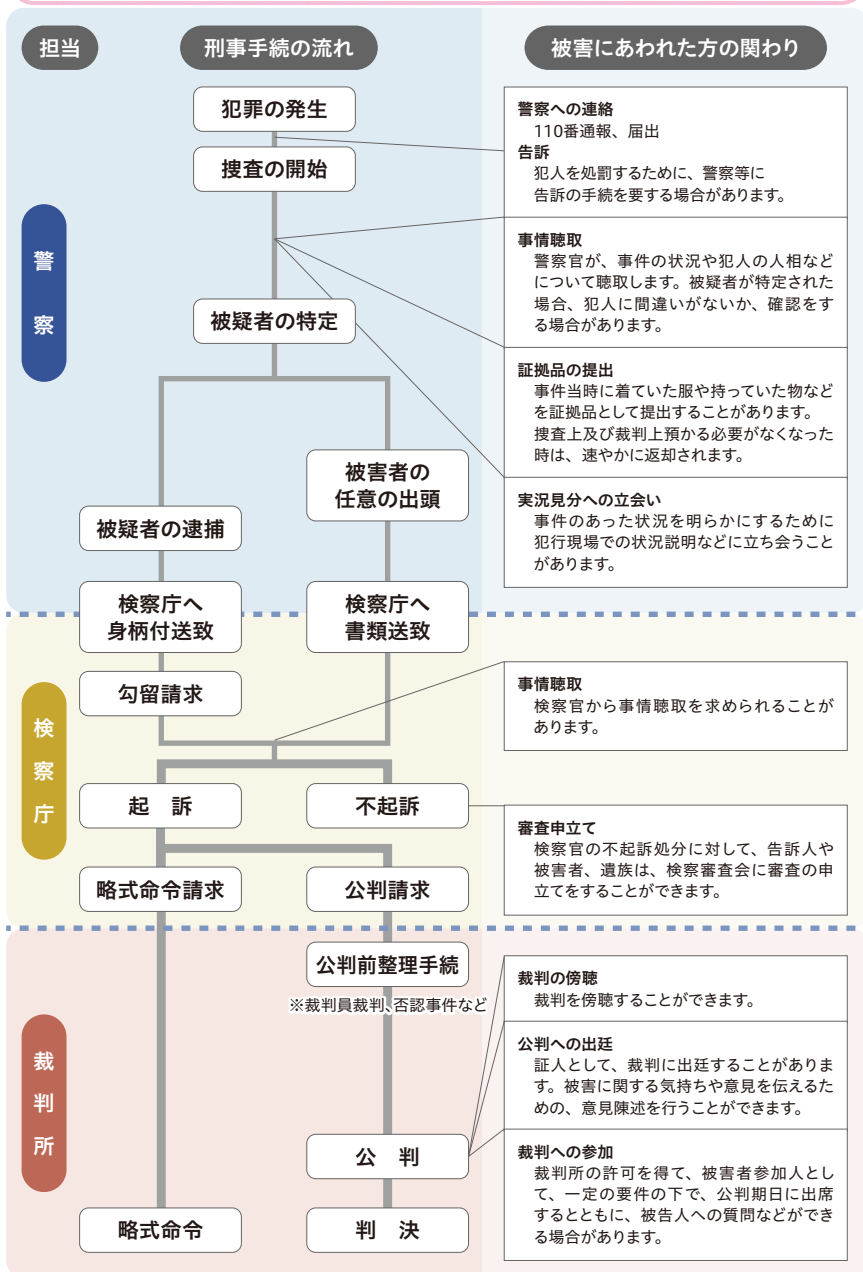 担当
刑事手続の流れ
被害にあわれた方の関わり
警察
犯罪の発生
捜査の開始
被疑者の特定
被害者の
任意の出頭
被疑者の逮捕
検察庁へ
身柄付送致
検察庁へ
書類送致
警察への連絡
110番通報、届出
告訴
犯人を処罰するために、警察等に
告訴の手続を要する場合があります。
事情聴取
警察官が、事件の状況や犯人の人相など
について聴取します。被疑者が特定された
場合、犯人に間違いがないか、確認をす
る場合があります。
証拠品の提出
事件当時に着ていた服や持っていた物など
を証拠品として提出することがあります。
捜査上及び裁判上預かる必要がなくなった
時は、速やかに返却されます。
実況見分への立会い
事件のあった状況を明らかにするために
犯行現場での状況説明などに立ち会うこと
があります。
検察庁
勾留請求
起　訴
不起訴
略式命令請求
公判請求
事情聴取
検察官から事情聴取を求められることが
あります。
審査申立て
検察官の不起訴処分に対して、告訴人や
被害者、遺族は、検察審査会に審査の申
立てをすることができます。
裁判所
公判前整理手続
※裁判員裁判、否認事件など
公　判
略式命令
判　決
裁判の傍聴
裁判を傍聴することができます。
公判への出廷
証人として、裁判に出廷することがありま
す。被害に関する気持ちや意見を伝えるた
めの、意見陳述を行うことができます。
裁判への参加
裁判所の許可を得て、被害者参加人とし
て、一定の要件の下で、公判期日に出席
するとともに、被告人への質問などができ
る場合があります。